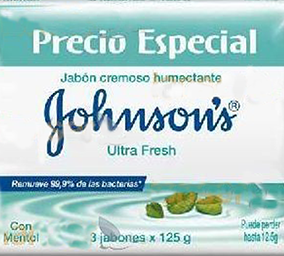 Precio Especial
Jabón cremoso humectante
Johnson's®
Ultra Fresh
Remueve 99,9% de las bacterias*
Con
Mentol
3 jabones x 125 g
Puede perder
hasta 12.5g